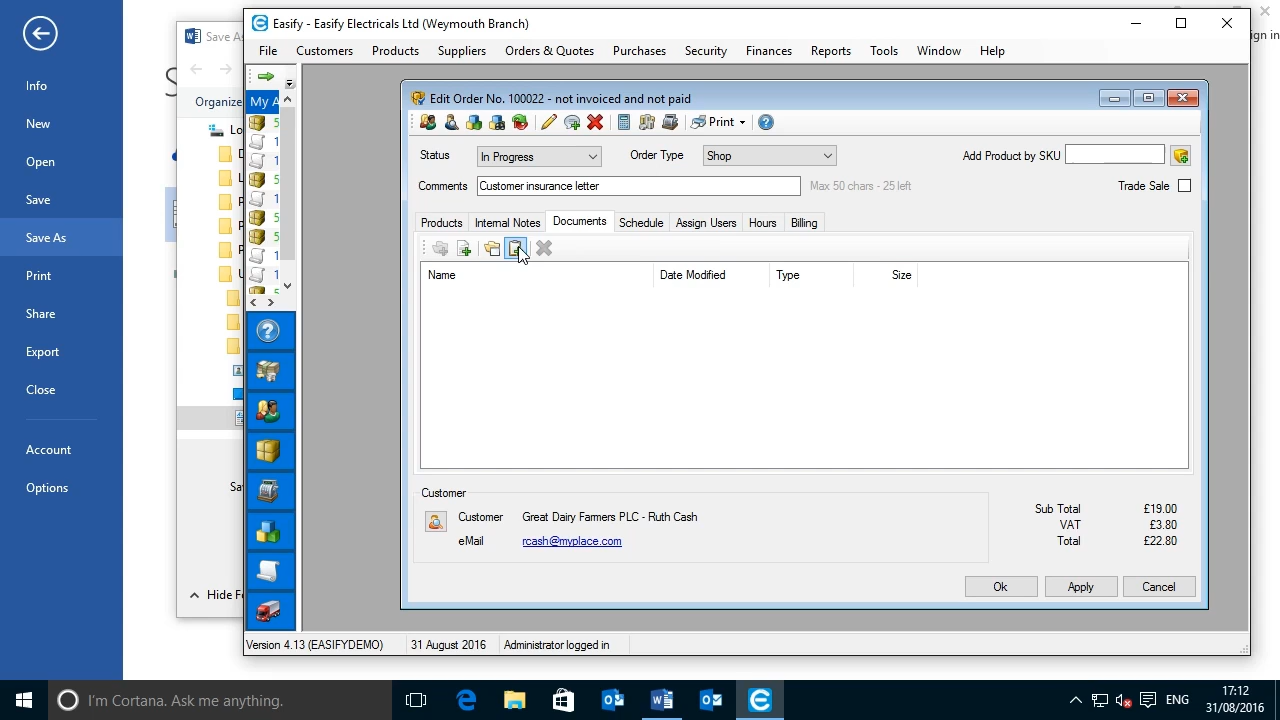 Info
New
Open
Save
Save As
Print
Share
Export
Close
Account
Options
Organize
Easify - Easify Electricals Ltd (Weymouth Branch)
File Customers Products Suppliers Orders & Quotes Purchases Security Finances Reports Tools Window Help
My A
Edit Order No. 100022 - not invoiced and not paid
Print
Status In Progress Order Type Shop Add Product by SKU
Comments Customer insurance letter Max 50 chars - 25 left Trade Sale
Products Internal Notes Documents Schedule Assign Users Hours Billing
Name Date Modified Type Size
Customer
Customer Great Dairy Farmers PLC - Ruth Cash
eMail rcash@myplace.com
Sub Total £19.00
VAT £3.80
Total £22.80
Ok Apply Cancel
Version 4.13 (EASIFYDEMO) 31 August 2016 Administrator logged in
I'm Cortana. Ask me anything.
ENG
17:12
31/08/2016